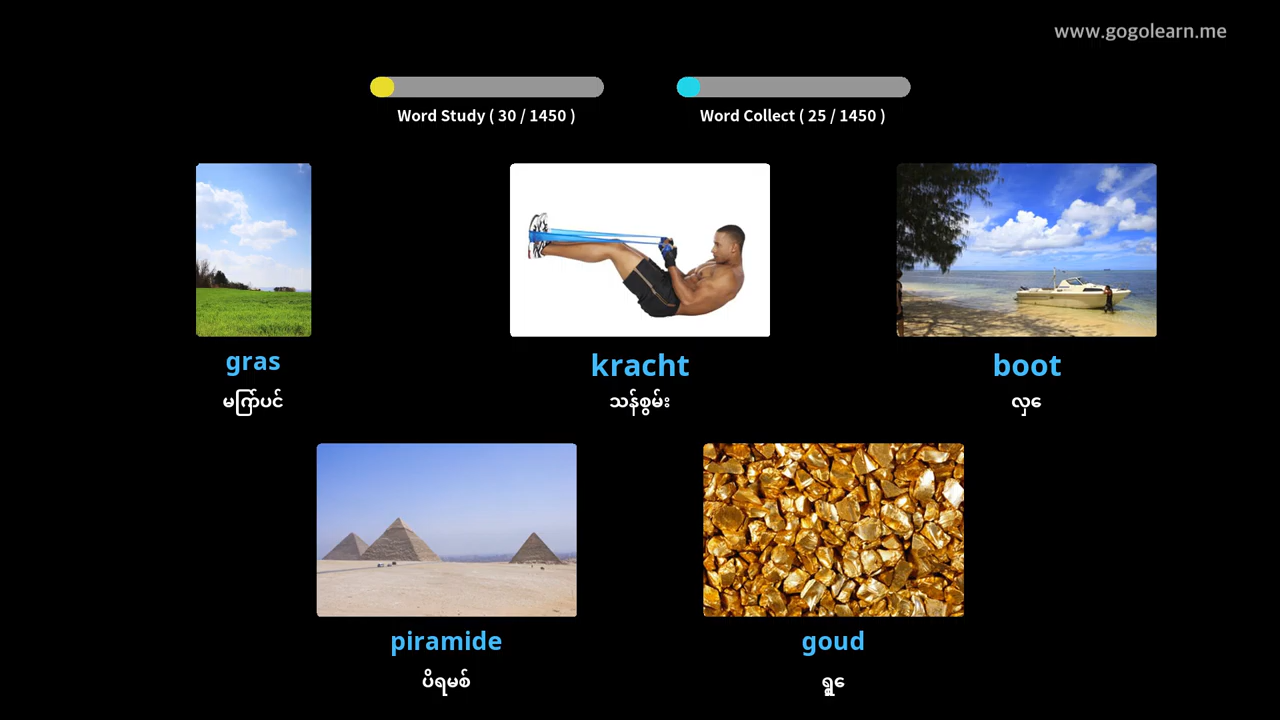 www.gogolearn.me
Word Study ( 30 / 1450 )
Word Collect ( 25 / 1450 )
gras
မြက်ပင်
kracht
သန်စွမ်း
boot
လှေ
piramide
ပိရမစ်
goud
ရွှေ